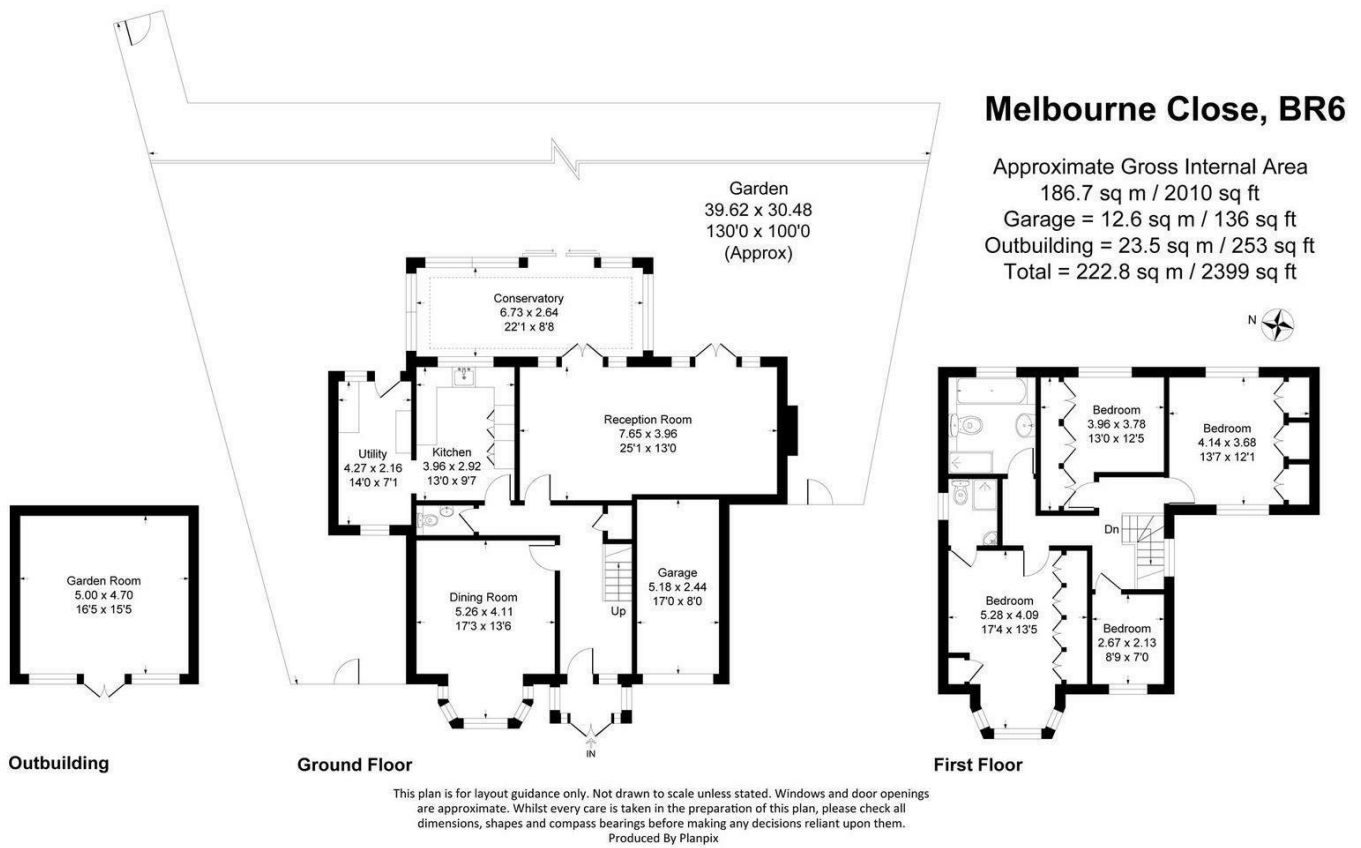 Melbourne Close, BR6
Approximate Gross Internal Area
186.7 sq m / 2010 sq ft
Garage = 12.6 sq m / 136 sq ft
Outbuilding = 23.5 sq m / 253 sq ft
Total = 222.8 sq m / 2399 sq ft
N
Garden
39.62 x 30.48
130'0 x 100'0
(Approx)
Conservatory
6.73 x 2.64
22'1 x 8'8
Utility
4.27 x 2.16
14'0 x 7'1
Kitchen
3.96 x 2.92
13'0 x 9'7
Reception Room
7.65 x 3.96
25'1 x 13'0
Garden Room
5.00 x 4.70
16'5 x 15'5
Dining Room
5.26 x 4.11
17'3 x 13'6
Up
Garage
5.18 x 2.44
17'0 x 8'0
IN
Bedroom
3.96 x 3.78
13'0 x 12'5
Bedroom
4.14 x 3.68
13'7 x 12'1
Dn
Bedroom
5.28 x 4.09
17'4 x 13'5
Bedroom
2.67 x 2.13
8'9 x 7'0
Outbuilding
Ground Floor
First Floor
This plan is for layout guidance only. Not drawn to scale unless stated. Windows and door openings
are approximate. Whilst every care is taken in the preparation of this plan, please check all
dimensions, shapes and compass bearings before making any decisions reliant upon them.
Produced By Planpix